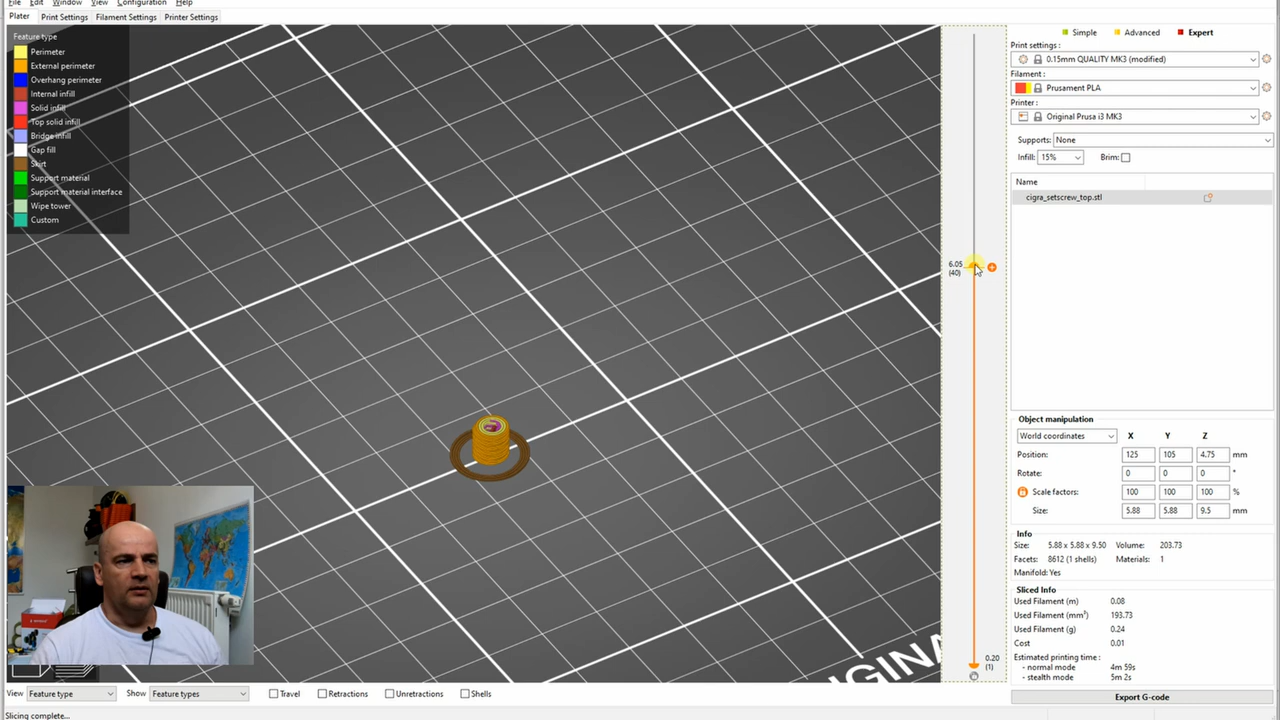 File Edit Window View Configuration Help
Plater Print Settings Filament Settings Printer Settings
Feature type
Perimeter
External perimeter
Overhang perimeter
Internal infill
Solid infill
Top solid infill
Bridge infill
Gap fill
Skirt
Support material
Support material interface
Wipe tower
Custom
6.05
(40)
0.20
(1)
Simple Advanced Expert
Print settings :
0.15mm QUALITY MK3 (modified)
Filament :
Prusament PLA
Printer :
Original Prusa i3 MK3
Supports: None
Infill: 15% Brim:
Name
cigra_setscrew_top.stl
Object manipulation
World coordinates X Y Z
Position: 125 105 4.75 mm
Rotate: 0 0 0 °
Scale factors: 100 100 100 %
Size: 5.88 5.88 9.5 mm
Info
Size: 5.88 x 5.88 x 9.50 Volume: 203.73
Facets: 8612 (1 shells) Materials: 1
Manifold: Yes
Sliced Info
Used Filament (m) 0.08
Used Filament (mm³) 193.73
Used Filament (g) 0.24
Cost 0.01
Estimated printing time :
- normal mode 4m 59s
- stealth mode 5m 2s
Export G-code
View Feature type Show Feature types Travel Retractions Unretractions Shells
Slicing complete...